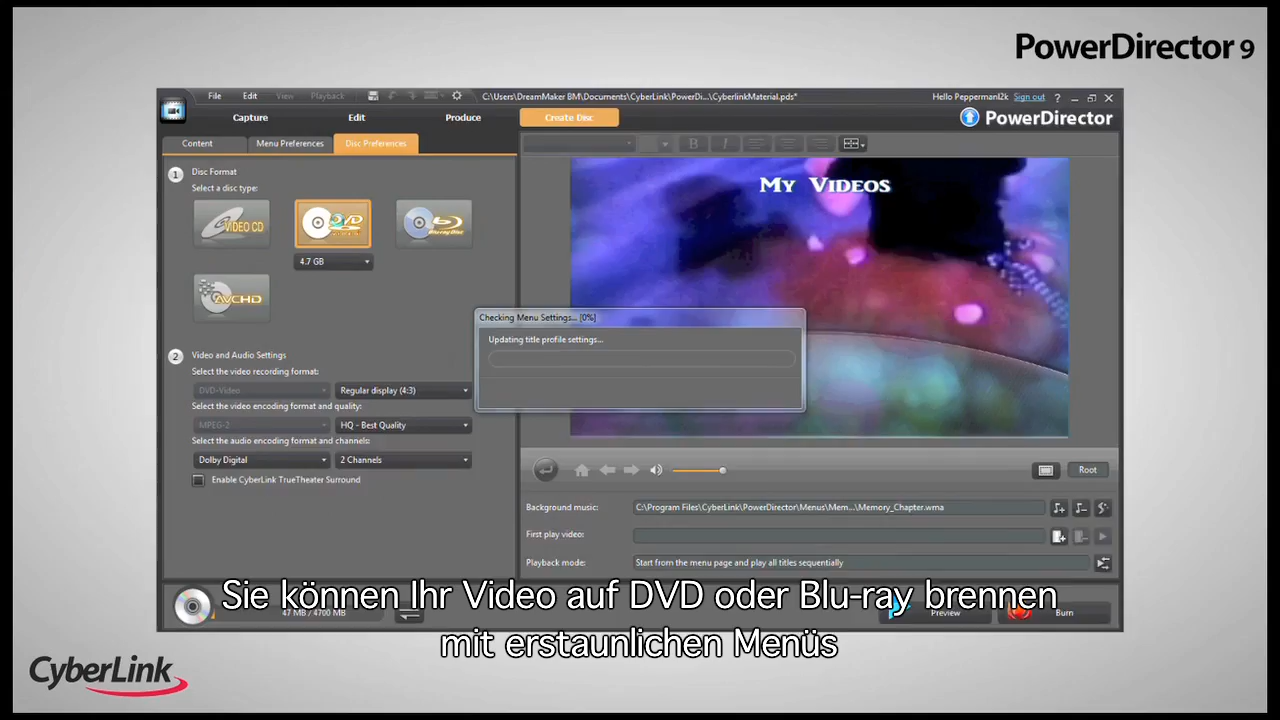 PowerDirector 9
File Edit View Playback C:\Users\DreamMaker BM\Documents\CyberLink\PowerDi...\CyberlinkMaterial.pds* Hello Peppermanl2k Sign out ?
Capture Edit Produce Create Disc PowerDirector
Content Menu Preferences Disc Preferences B I
1 Disc Format
Select a disc type:
MY VIDEOS
VIDEO CD DVD Blu-ray Disc
4.7 GB
AVCHD
Checking Menu Settings... [0%]
Updating title profile settings...
2 Video and Audio Settings
Select the video recording format:
DVD-Video Regular display (4:3)
Select the video encoding format and quality:
MPEG-2 HQ - Best Quality
Select the audio encoding format and channels:
Dolby Digital 2 Channels
Enable CyberLink TrueTheater Surround
Root
Background music: C:\Program Files\CyberLink\PowerDirector\Menus\Mem...\Memory_Chapter.wma
First play video:
Playback mode: Start from the menu page and play all titles sequentially
47 MB / 4700 MB Preview Burn
Sie können Ihr Video auf DVD oder Blu-ray brennen
mit erstaunlichen Menüs
CyberLink